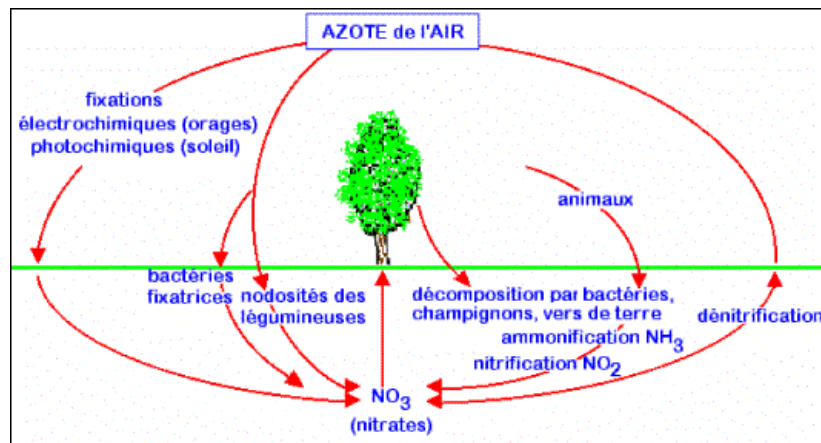 AZOTE de l'AIR
fixations
électrochimiques (orages)
photochimiques (soleil)
animaux
bactéries
fixatrices
nodosités des
légumineuses
décomposition par bactéries,
champignons, vers de terre
ammonification NH3
nitrification NO2
dénitrification
NO3
(nitrates)